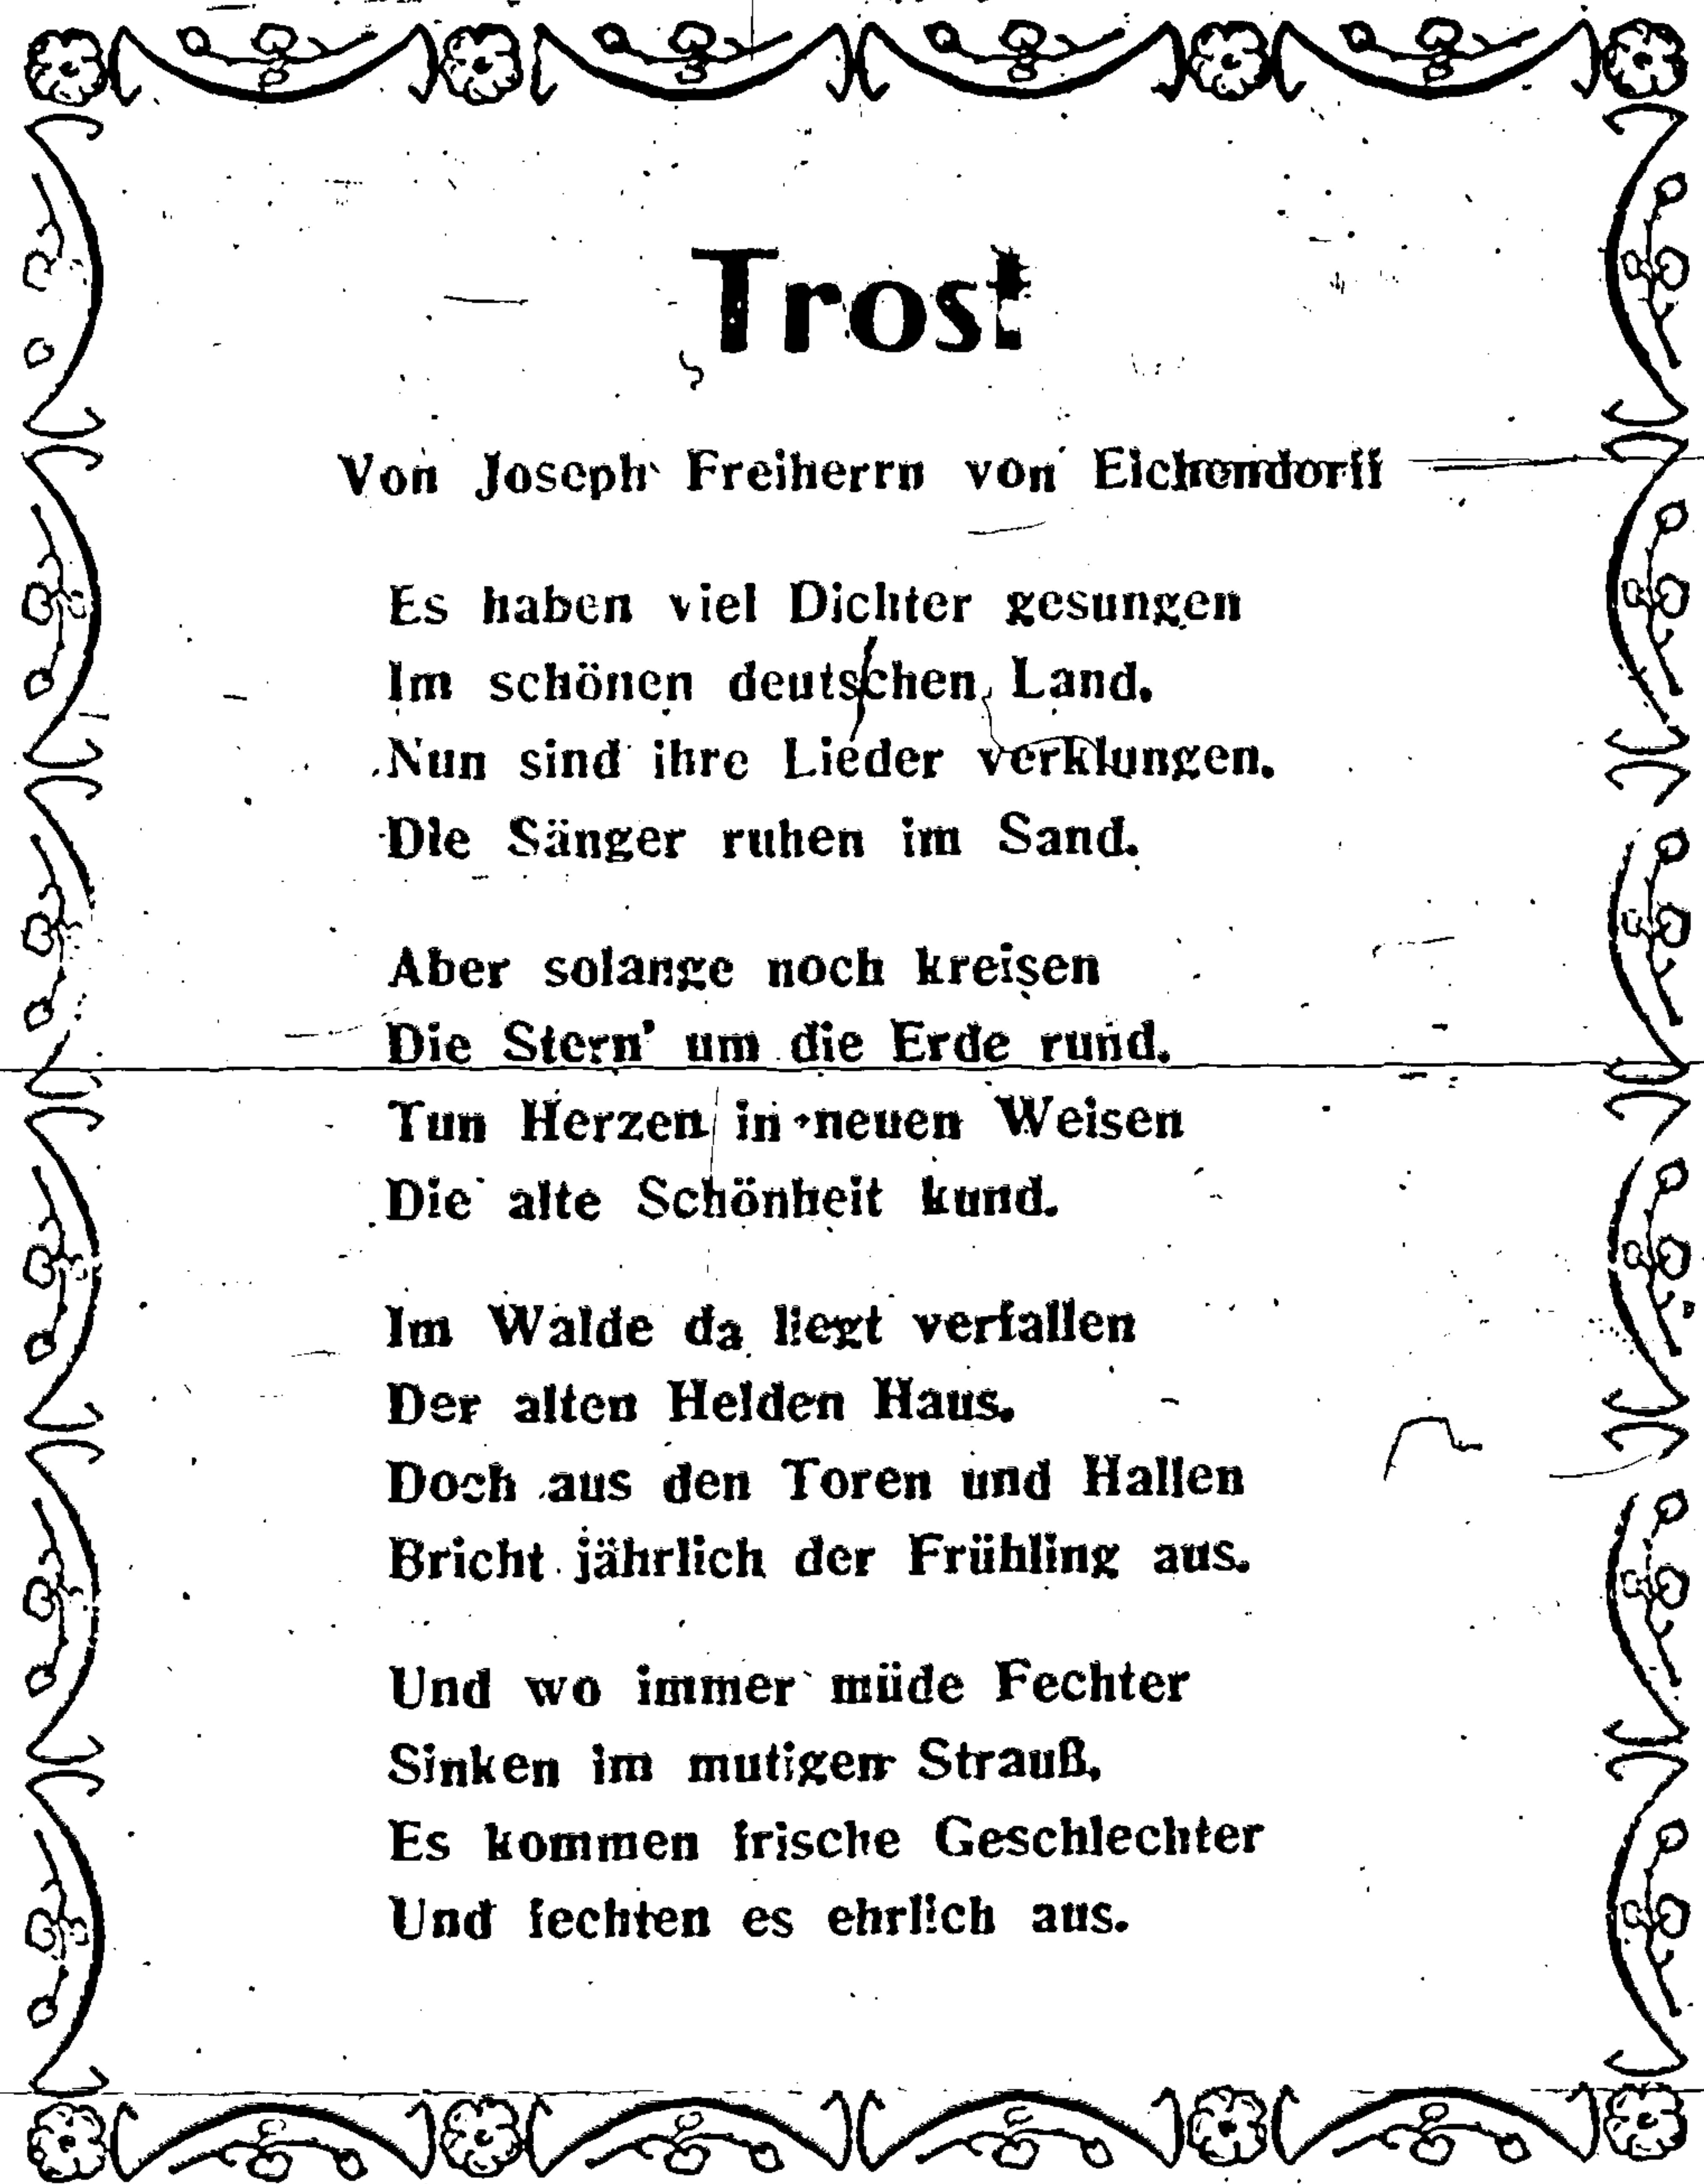 Trost
Von Joseph Freiherrn von Eichendorff
Es haben viel Dichter gesungen
Im schönen deutschen Land.
Nun sind ihre Lieder verklungen.
Die Sänger ruhen im Sand.
Aber solange noch kreisen
Die Stern' um die Erde rund.
Tun Herzen in neuen Weisen
Die alte Schönheit kund.
Im Walde da liegt verfallen
Der alten Helden Haus.
Doch aus den Toren und Hallen
Bricht jährlich der Frühling aus.
Und wo immer müde Fechter
Sinken im mutigen Strauß,
Es kommen frische Geschlechter
Und fechten es ehrlich aus.